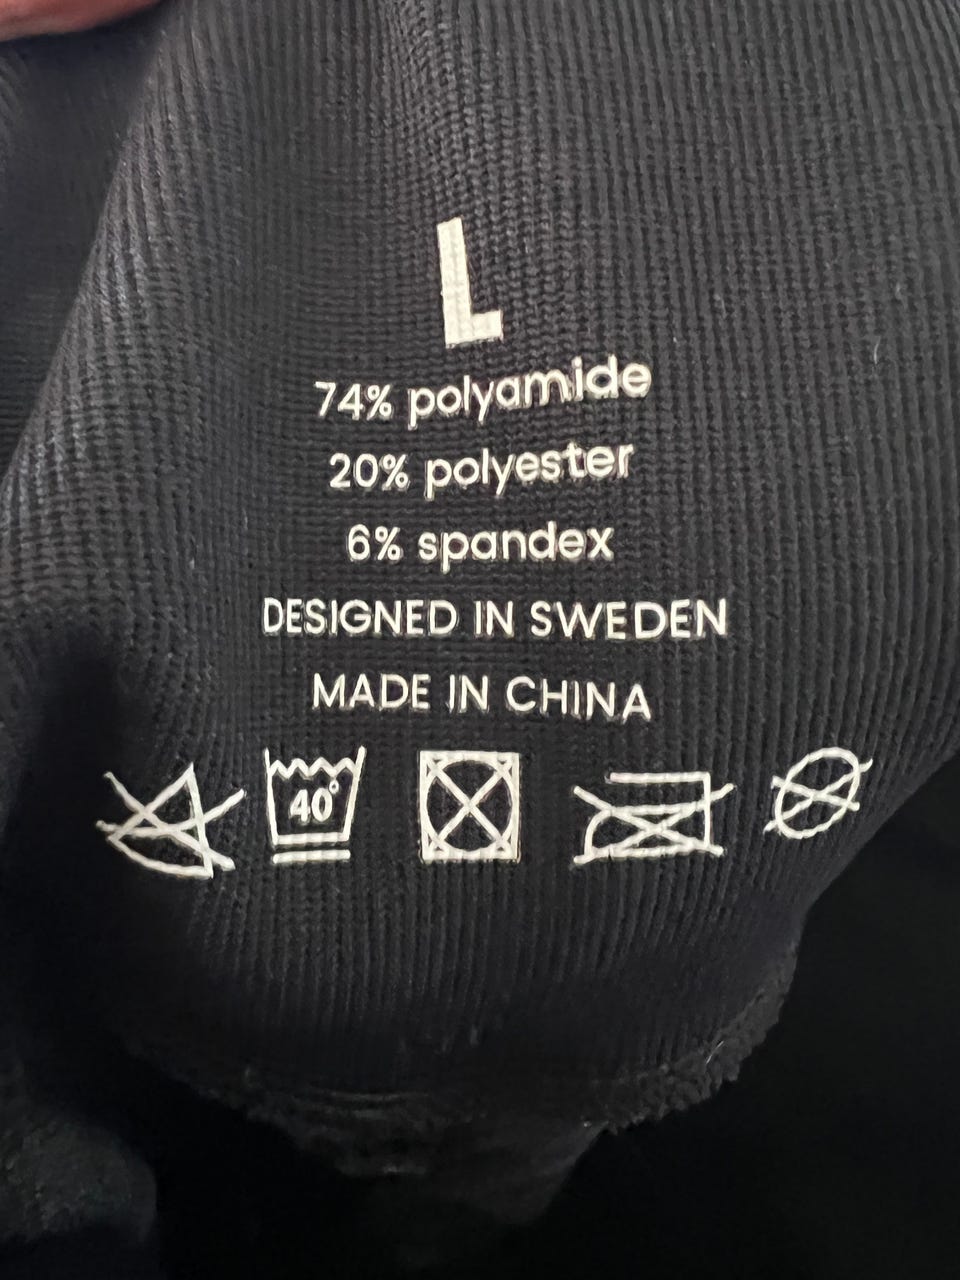 L
74% polyamide
20% polyester
6% spandex
DESIGNED IN SWEDEN
MADE IN CHINA
40°